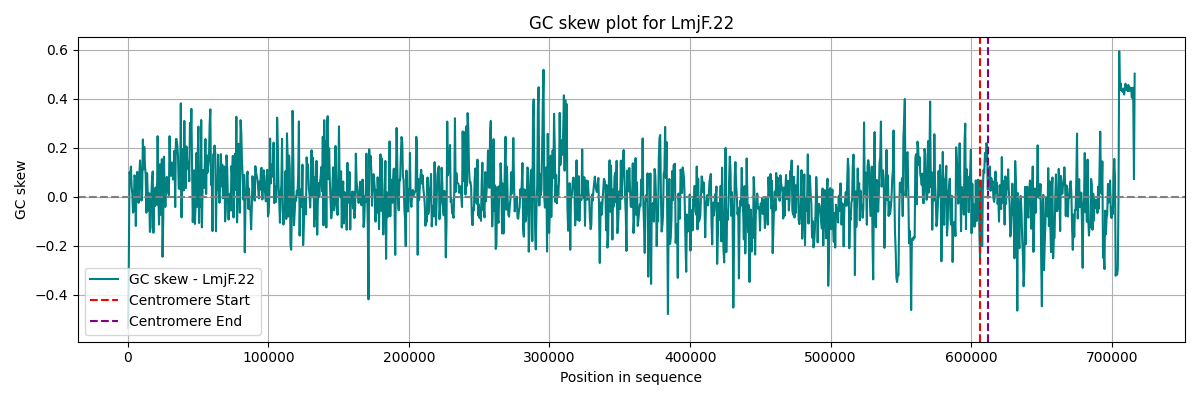 GC skew plot for LmjF.22
0.6
0.4
0.2
0.0
−0.2
−0.4
GC skew
GC skew - LmjF.22
Centromere Start
Centromere End
0 100000 200000 300000 400000 500000 600000 700000
Position in sequence